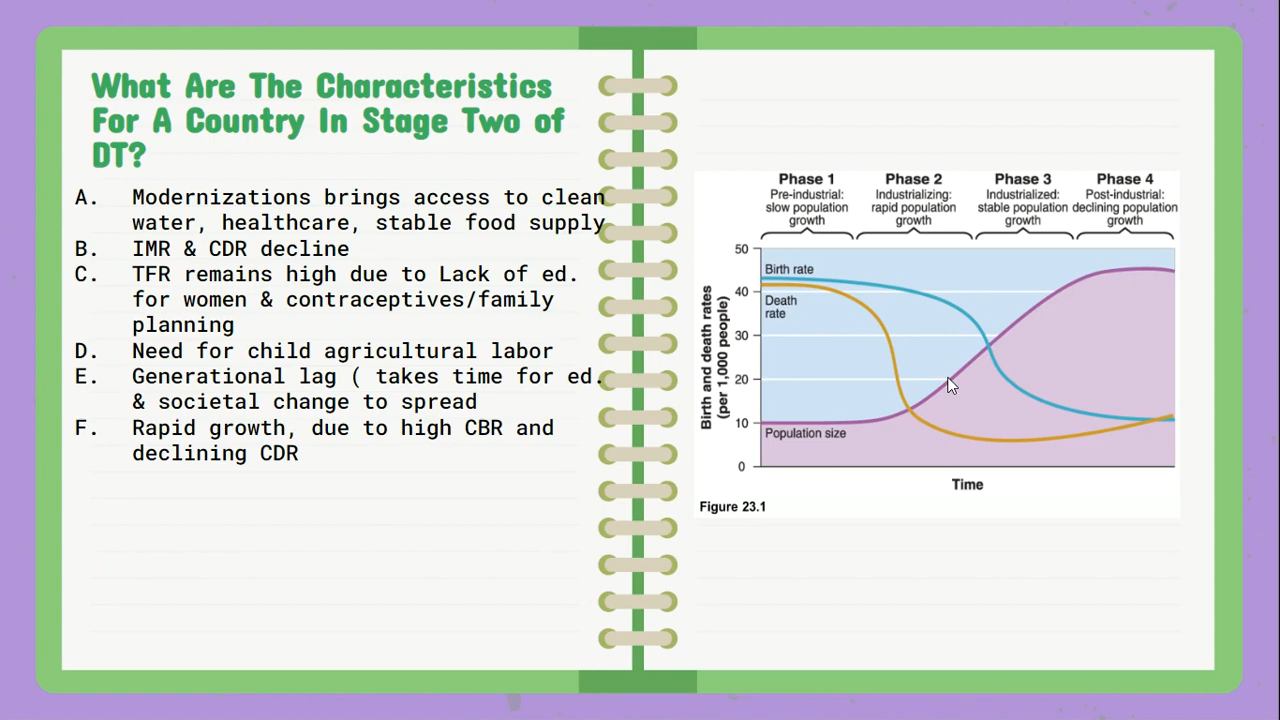 What Are The Characteristics
For A Country In Stage Two of
DT?
A. Modernizations brings access to clean
water, healthcare, stable food supply
B. IMR & CDR decline
C. TFR remains high due to Lack of ed.
for women & contraceptives/family
planning
D. Need for child agricultural labor
E. Generational lag ( takes time for ed.
& societal change to spread
F. Rapid growth, due to high CBR and
declining CDR
Phase 1
Pre-industrial:
slow population
growth
Phase 2
Industrializing:
rapid population
growth
Phase 3
Industrialized:
stable population
growth
Phase 4
Post-industrial:
declining population
growth
Birth and death rates
(per 1,000 people)
50
40
30
20
10
0
Birth rate
Death
rate
Population size
Time
Figure 23.1